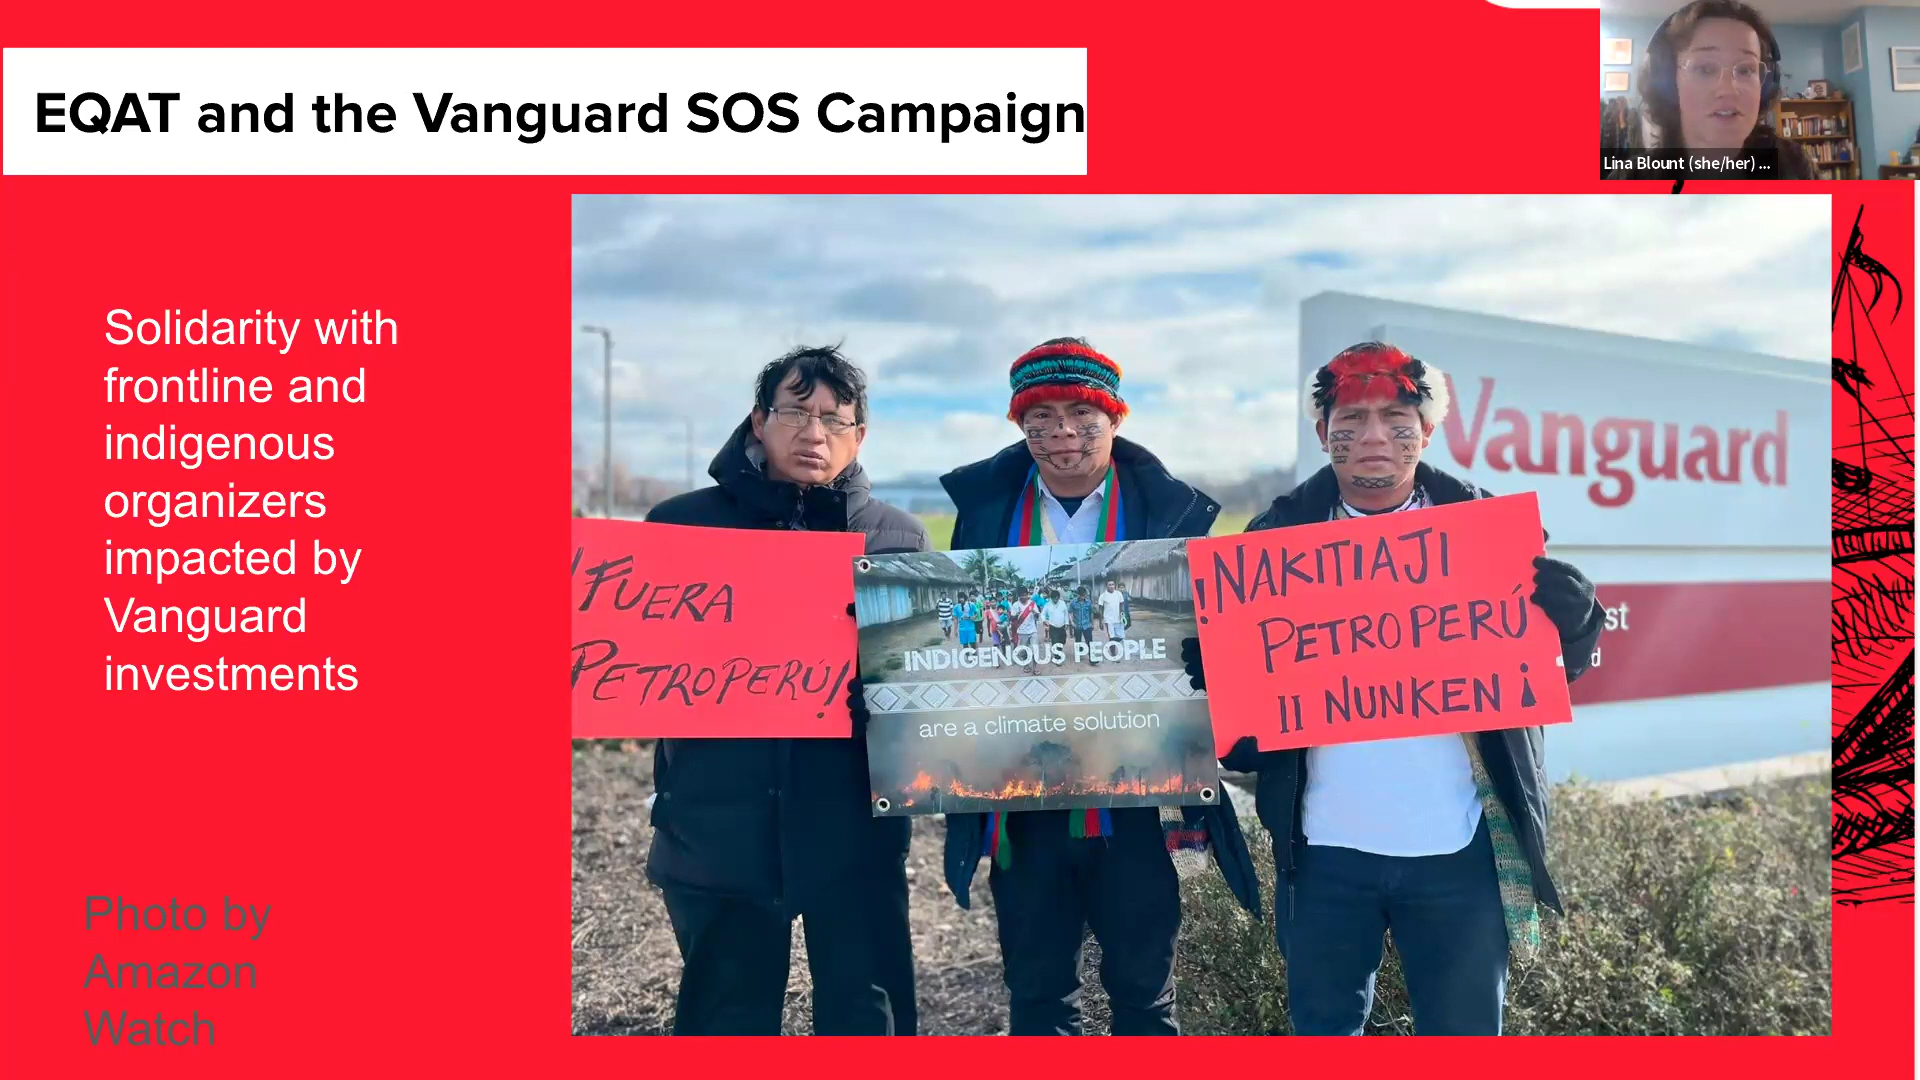 EQAT and the Vanguard SOS Campaign
Lina Blount (she/her) ...
Solidarity with
frontline and
indigenous
organizers
impacted by
Vanguard
investments
Vanguard
¡FUERA
PETROPERÚ!
INDIGENOUS PEOPLE
are a climate solution
¡NAKITIAJI
PETROPERÚ
II NUNKEN¡
st
d
Photo by
Amazon
Watch